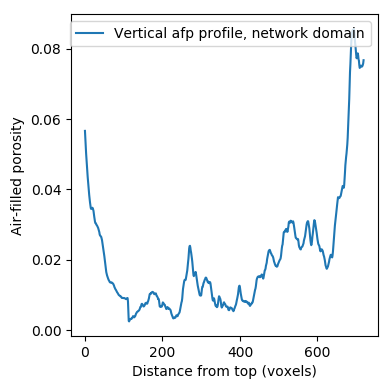 Vertical afp profile, network domain
0.08
0.06
0.04
0.02
0.00
Air-filled porosity
0 200 400 600
Distance from top (voxels)